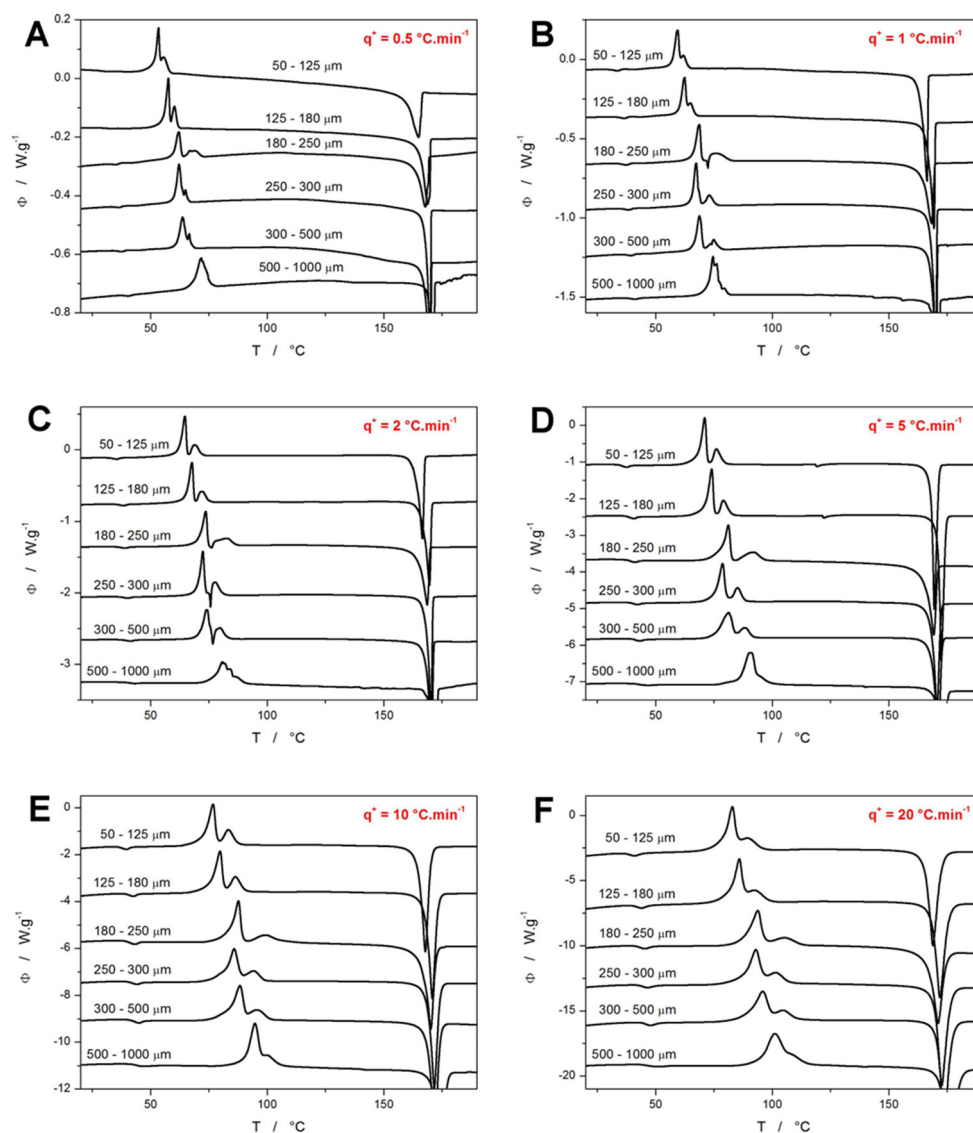 A
q⁺ = 0.5 °C.min⁻¹
0.2
0.0
-0.2
-0.4
-0.6
-0.8
Φ / W.g⁻¹
50 - 125 μm
125 - 180 μm
180 - 250 μm
250 - 300 μm
300 - 500 μm
500 - 1000 μm
50 100 150
T / °C
B
q⁺ = 1 °C.min⁻¹
0.0
-0.5
-1.0
-1.5
Φ / W.g⁻¹
50 - 125 μm
125 - 180 μm
180 - 250 μm
250 - 300 μm
300 - 500 μm
500 - 1000 μm
50 100 150
T / °C
C
q⁺ = 2 °C.min⁻¹
0
-1
-2
-3
Φ / W.g⁻¹
50 - 125 μm
125 - 180 μm
180 - 250 μm
250 - 300 μm
300 - 500 μm
500 - 1000 μm
50 100 150
T / °C
D
q⁺ = 5 °C.min⁻¹
0
-1
-2
-3
-4
-5
-6
-7
Φ / W.g⁻¹
50 - 125 μm
125 - 180 μm
180 - 250 μm
250 - 300 μm
300 - 500 μm
500 - 1000 μm
50 100 150
T / °C
E
q⁺ = 10 °C.min⁻¹
0
-2
-4
-6
-8
-10
-12
Φ / W.g⁻¹
50 - 125 μm
125 - 180 μm
180 - 250 μm
250 - 300 μm
300 - 500 μm
500 - 1000 μm
50 100 150
T / °C
F
q⁺ = 20 °C.min⁻¹
0
-5
-10
-15
-20
Φ / W.g⁻¹
50 - 125 μm
125 - 180 μm
180 - 250 μm
250 - 300 μm
300 - 500 μm
500 - 1000 μm
50 100 150
T / °C